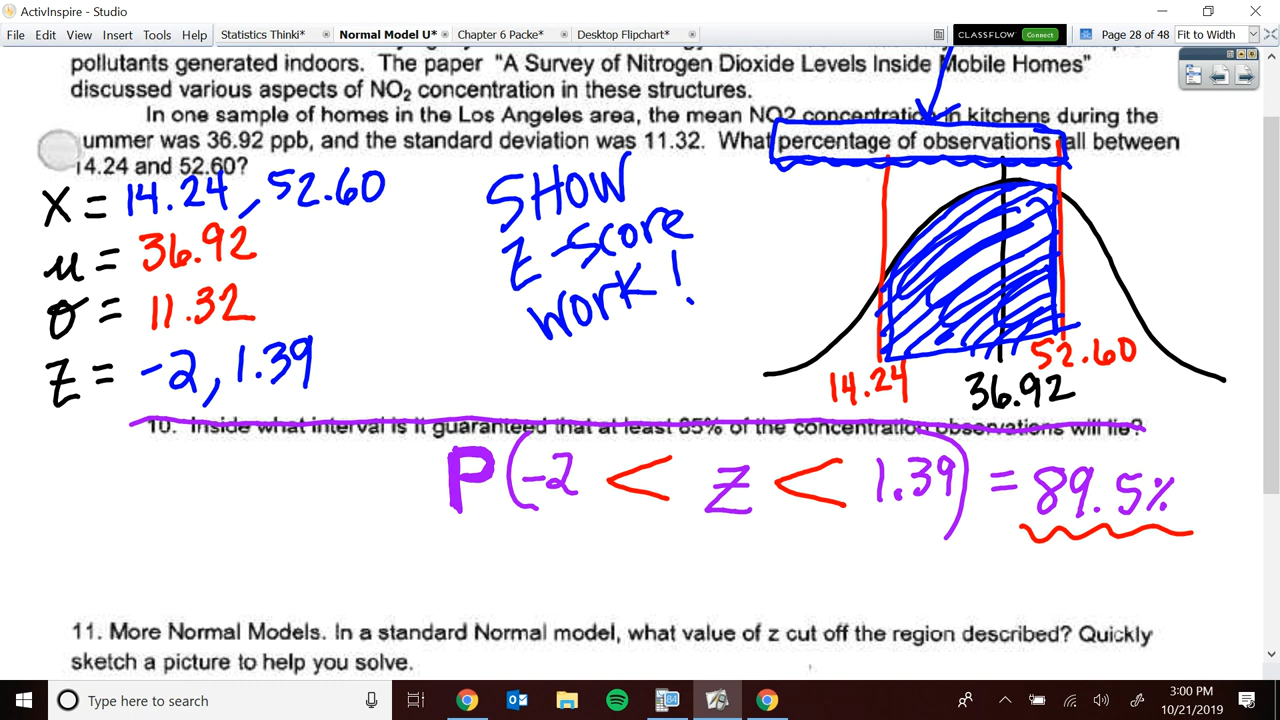 ActivInspire - Studio
File Edit View Insert Tools Help
Statistics Thinki* Normal Model U* Chapter 6 Packe* Desktop Flipchart*
CLASSFLOW Connect Page 28 of 48 Fit to Width
pollutants generated indoors. The paper "A Survey of Nitrogen Dioxide Levels Inside Mobile Homes"
discussed various aspects of NO2 concentration in these structures.
In one sample of homes in the Los Angeles area, the mean NO2 concentration in kitchens during the
ummer was 36.92 ppb, and the standard deviation was 11.32. What percentage of observations all between
14.24 and 52.60?
X = 14.24, 52.60
SHOW
z-score
work!
μ = 36.92
σ = 11.32
z = -2, 1.39
14.24 36.92 52.60
10. Inside what interval is it guaranteed that at least 85% of the concentration observations will lie?
P(-2 < z < 1.39) = 89.5%
11. More Normal Models. In a standard Normal model, what value of z cut off the region described? Quickly
sketch a picture to help you solve.
Type here to search
3:00 PM
10/21/2019